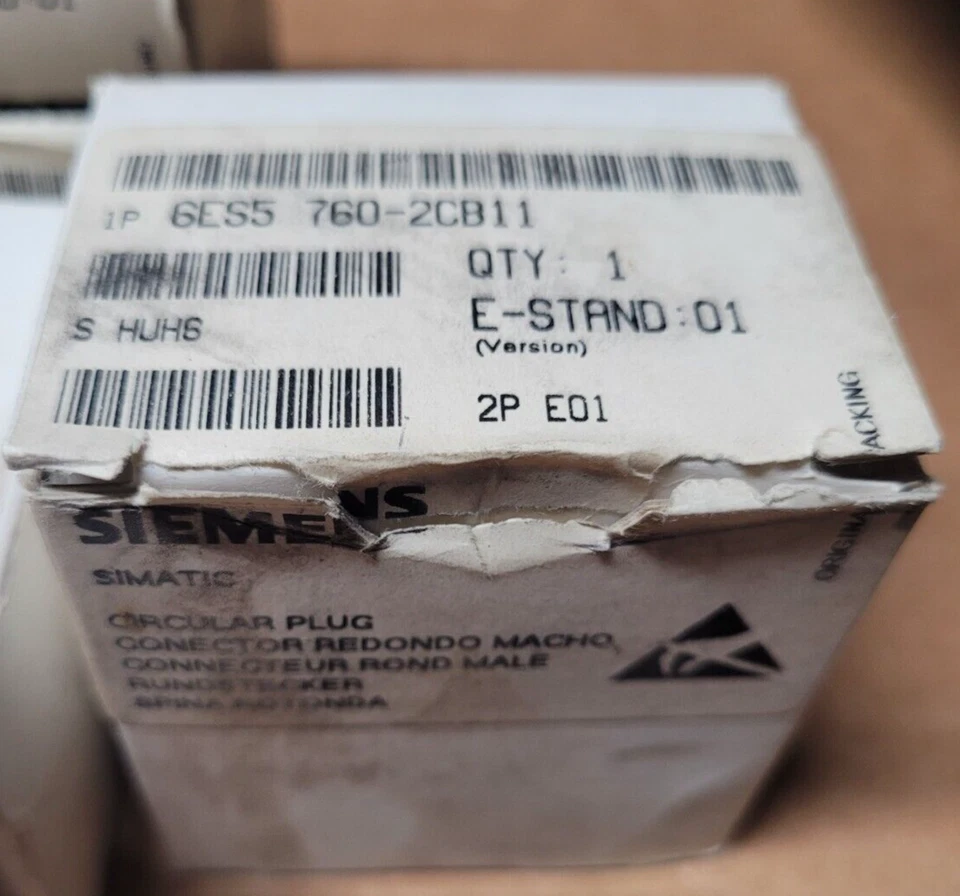 1P 6ES5 760-2CB11
QTY: 1
S HUH6
E-STAND:01
(Version)
2P E01
ACKING
ORIGINA
SIEMENS
SIMATIC
CIRCULAR PLUG
CONECTOR REDONDO MACHO
CONNECTEUR ROND MALE
RUNDSTECKER
SPINA ROTONDA